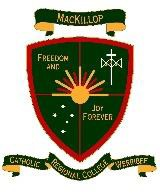 MACKILLOP
FREEDOM
AND
JOY
FOREVER
CATHOLIC REGIONAL COLLEGE WERRIBEE